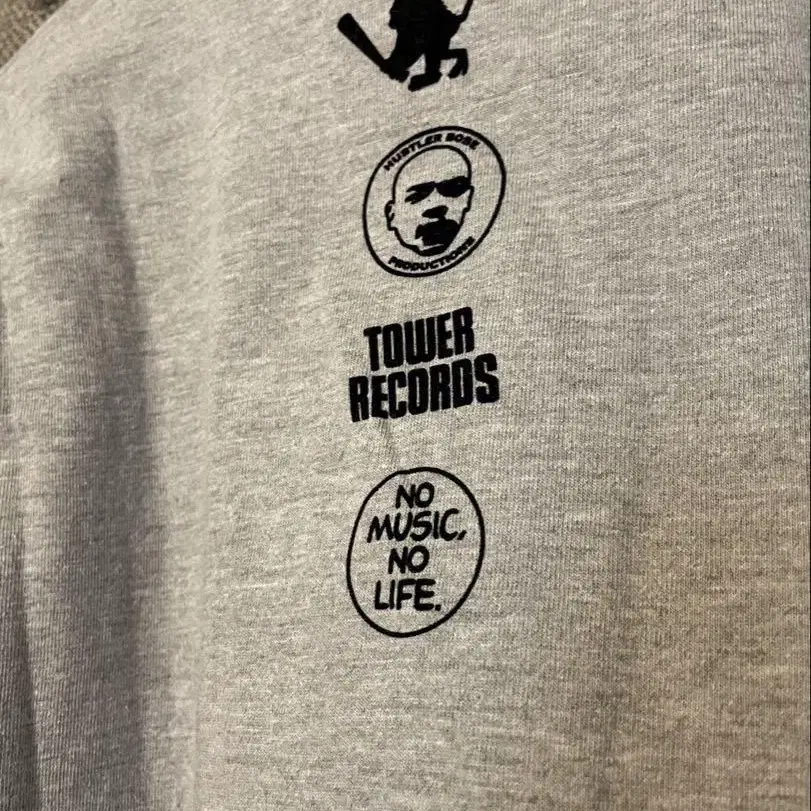 HUSTLER BOSE
PRODUCTIONS
TOWER
RECORDS
NO
MUSIC,
NO
LIFE.